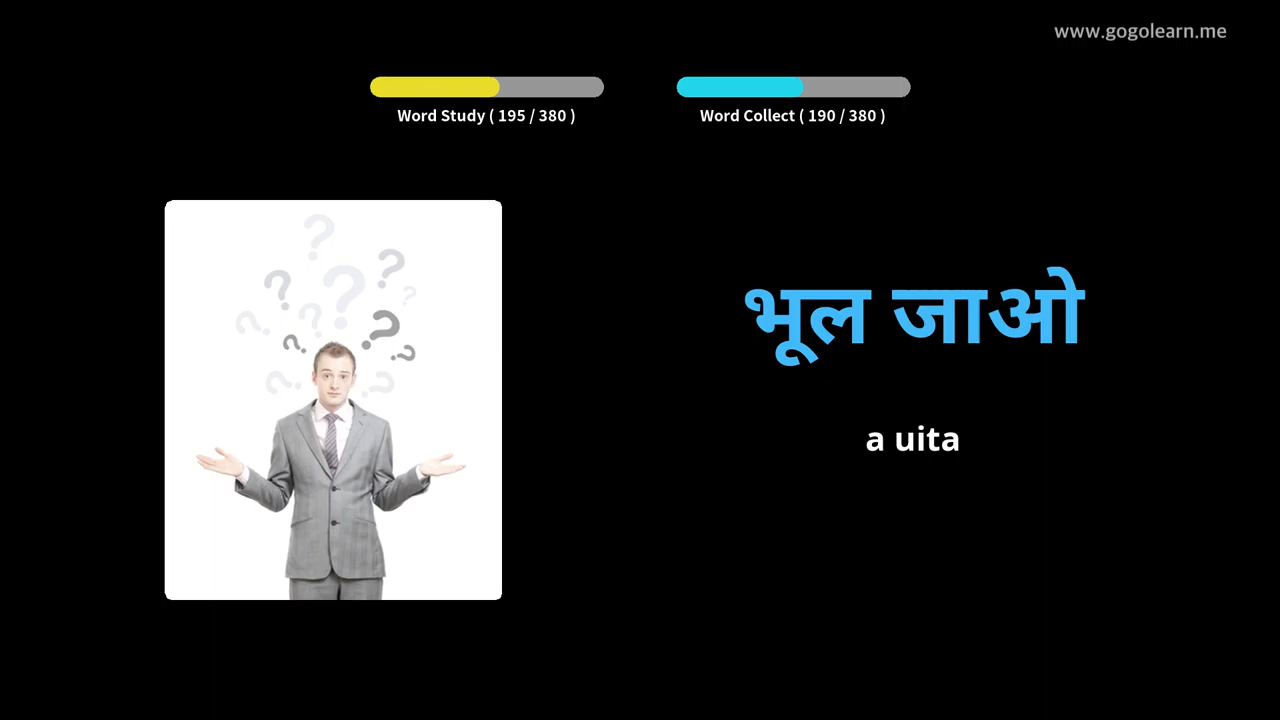 www.gogolearn.me
Word Study ( 195 / 380 )
Word Collect ( 190 / 380 )
भूल जाओ
a uita